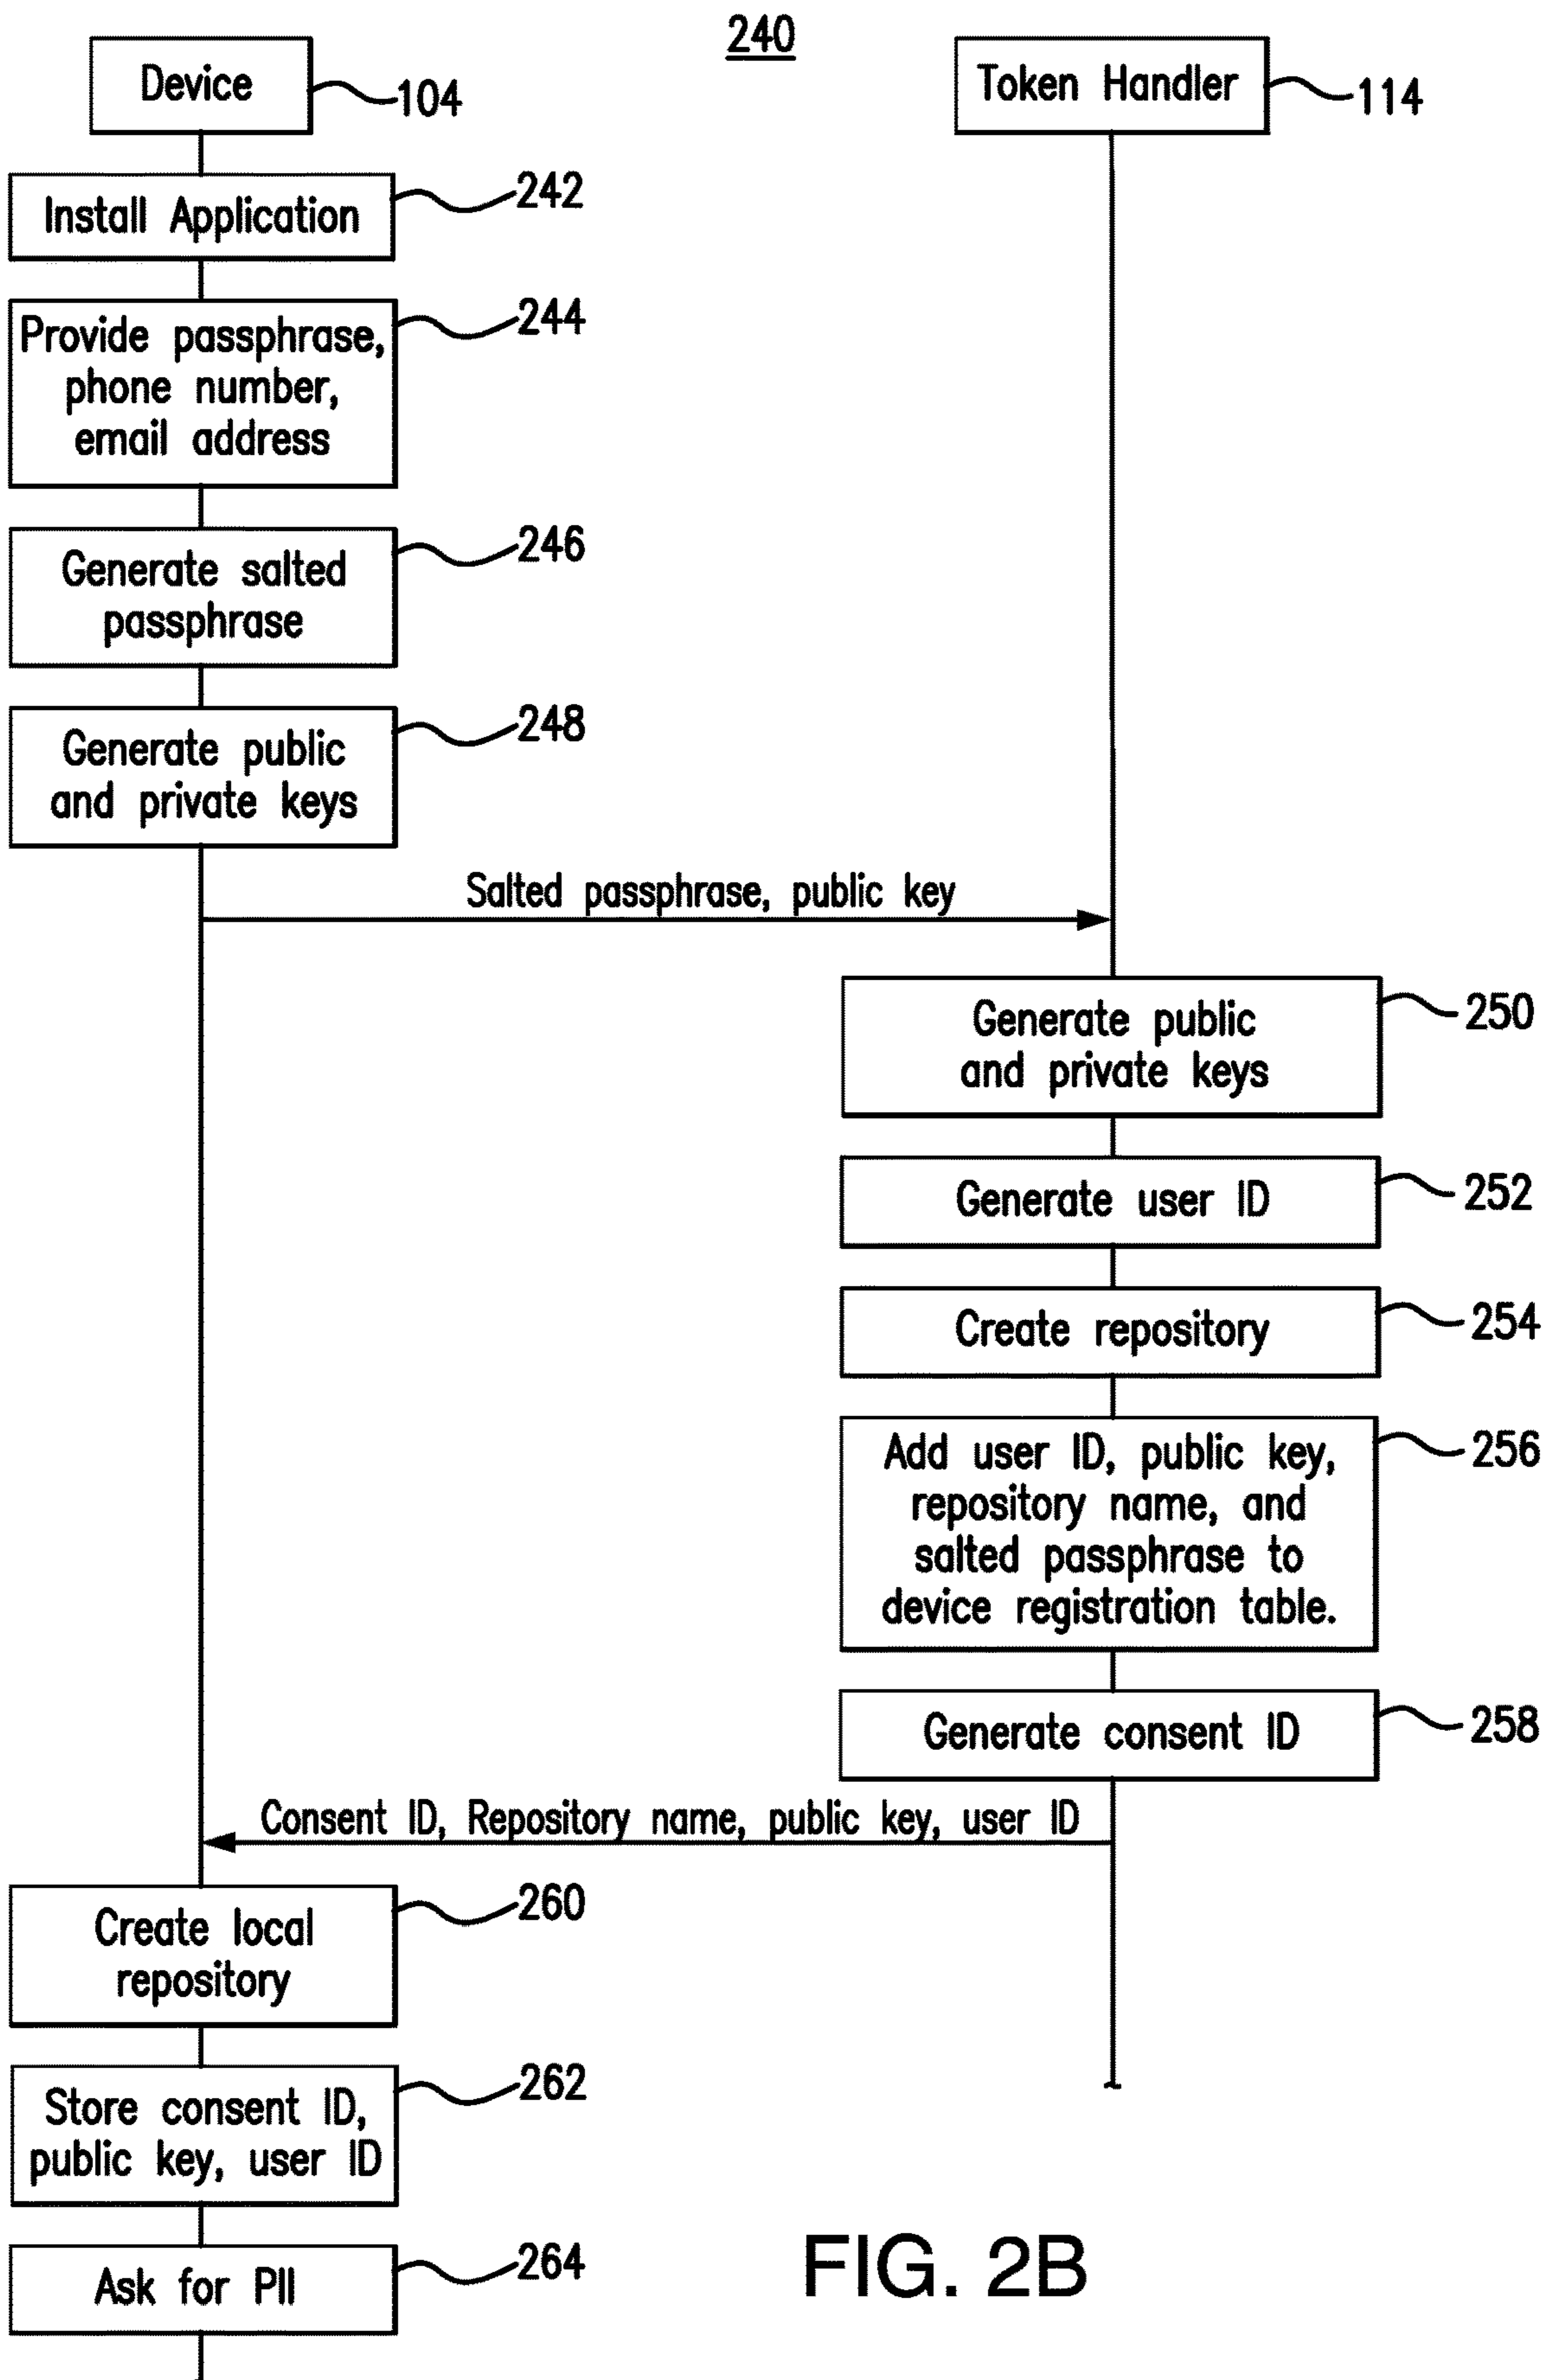 240
Device
104
Token Handler
114
Install Application
242
Provide passphrase,
phone number,
email address
244
Generate salted
passphrase
246
Generate public
and private keys
248
Salted passphrase, public key
Generate public
and private keys
250
Generate user ID
252
Create repository
254
Add user ID, public key,
repository name, and
salted passphrase to
device registration table.
256
Generate consent ID
258
Consent ID, Repository name, public key, user ID
Create local
repository
260
Store consent ID,
public key, user ID
262
Ask for PII
264
FIG. 2B